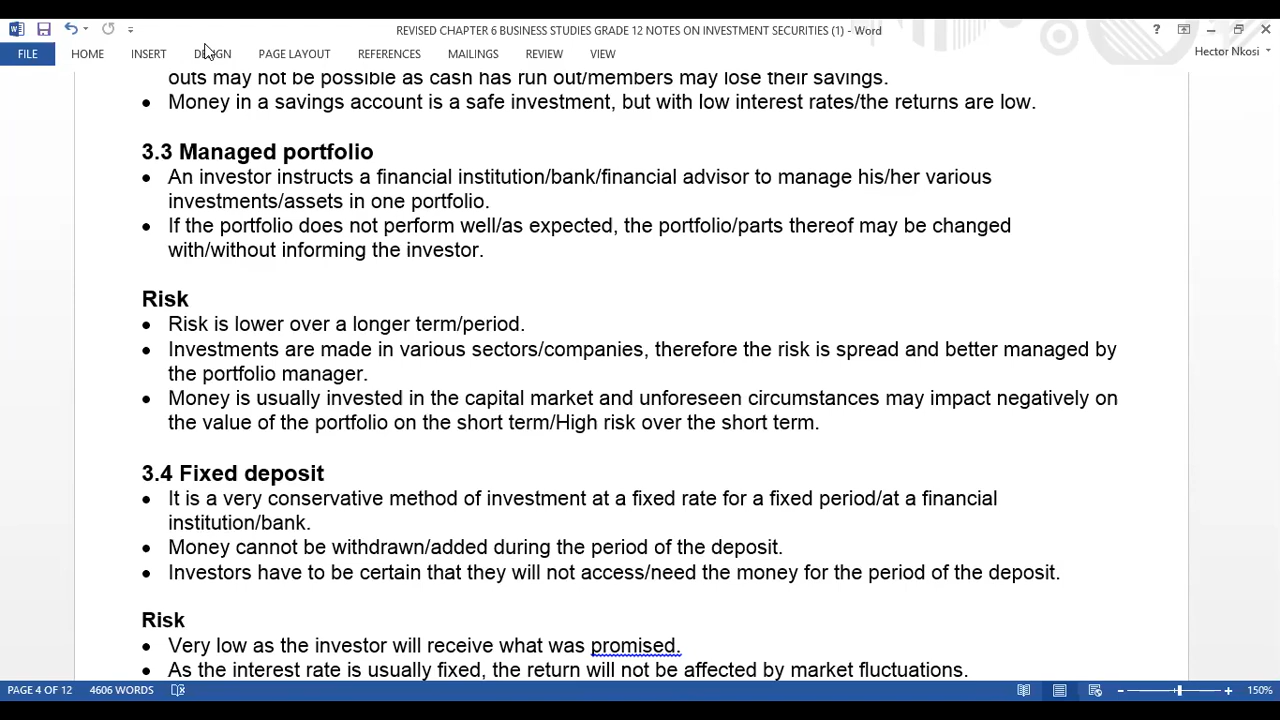 REVISED CHAPTER 6 BUSINESS STUDIES GRADE 12 NOTES ON INVESTMENT SECURITIES (1) - Word
?
FILE HOME INSERT DESIGN PAGE LAYOUT REFERENCES MAILINGS REVIEW VIEW Hector Nkosi
outs may not be possible as cash has run out/members may lose their savings.
• Money in a savings account is a safe investment, but with low interest rates/the returns are low.
3.3 Managed portfolio
• An investor instructs a financial institution/bank/financial advisor to manage his/her various
investments/assets in one portfolio.
• If the portfolio does not perform well/as expected, the portfolio/parts thereof may be changed
with/without informing the investor.
Risk
• Risk is lower over a longer term/period.
• Investments are made in various sectors/companies, therefore the risk is spread and better managed by
the portfolio manager.
• Money is usually invested in the capital market and unforeseen circumstances may impact negatively on
the value of the portfolio on the short term/High risk over the short term.
3.4 Fixed deposit
• It is a very conservative method of investment at a fixed rate for a fixed period/at a financial
institution/bank.
• Money cannot be withdrawn/added during the period of the deposit.
• Investors have to be certain that they will not access/need the money for the period of the deposit.
Risk
• Very low as the investor will receive what was promised.
• As the interest rate is usually fixed, the return will not be affected by market fluctuations.
PAGE 4 OF 12 4606 WORDS 150%